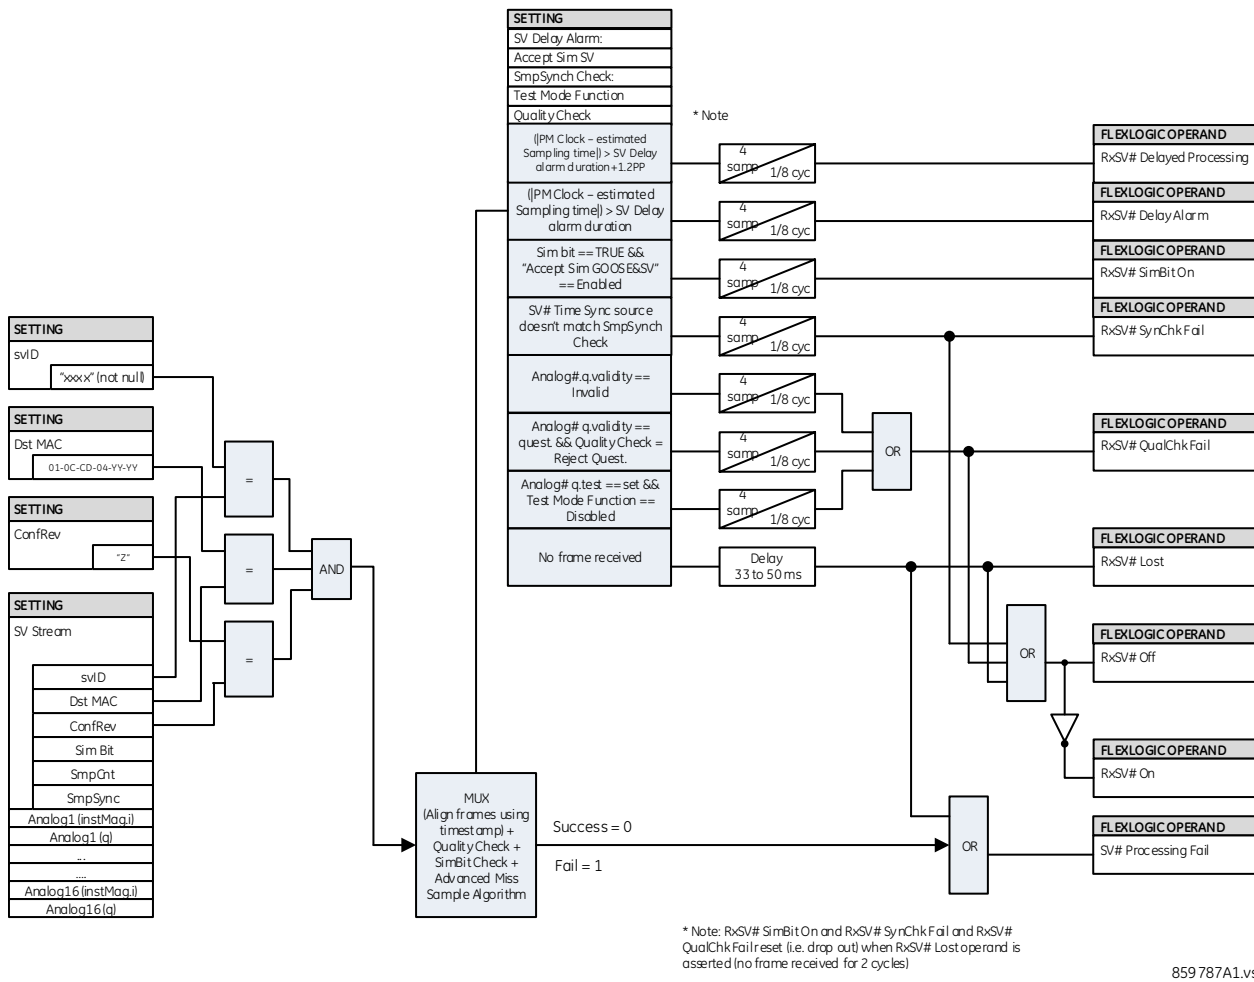 SETTING
SV Delay Alarm:
Accept Sim SV
SmpSynch Check:
Test Mode Function
Quality Check
* Note
(|PM Clock – estimated
Sampling time|) > SV Delay
alarm duration+1.2PP
4
samp
1/8 cyc
FLEXLOGIC OPERAND
RxSV# Delayed Processing
(|PM Clock – estimated
Sampling time|) > SV Delay
alarm duration
4
samp
1/8 cyc
FLEXLOGIC OPERAND
RxSV# Delay Alarm
Sim bit == TRUE &&
"Accept Sim GOOSE&SV"
== Enabled
4
samp
1/8 cyc
FLEXLOGIC OPERAND
RxSV# SimBit On
SV# Time Sync source
doesn't match SmpSynch
Check
4
samp
1/8 cyc
FLEXLOGIC OPERAND
RxSV# SynChk Fail
Analog#.q.validity ==
Invalid
4
samp
1/8 cyc
Analog# q.validity ==
quest. && Quality Check =
Reject Quest.
4
samp
1/8 cyc
OR
FLEXLOGIC OPERAND
RxSV# QualChk Fail
Analog# q.test == set &&
Test Mode Function ==
Disabled
4
samp
1/8 cyc
No frame received
Delay
33 to 50 ms
FLEXLOGIC OPERAND
RxSV# Lost
SETTING
svID
"xxxx" (not null)
SETTING
Dst MAC
01-0C-CD-04-YY-YY
SETTING
ConfRev
"Z"
SETTING
SV Stream
svID
Dst MAC
ConfRev
Sim Bit
SmpCnt
SmpSync
Analog1 (instMag.i)
Analog1 (q)
...
....
Analog16 (instMag.i)
Analog16 (q)
=
=
=
AND
OR
FLEXLOGIC OPERAND
RxSV# Off
FLEXLOGIC OPERAND
RxSV# On
MUX
(Align frames using
timestamp) +
Quality Check +
SimBit Check +
Advanced Miss
Sample Algorithm
Success = 0
Fail = 1
OR
FLEXLOGIC OPERAND
SV# Processing Fail
* Note: RxSV# SimBit On and RxSV# SynChk Fail and RxSV#
QualChk Fail reset (i.e. drop out) when RxSV# Lost operand is
asserted (no frame received for 2 cycles)
859787A1.vs